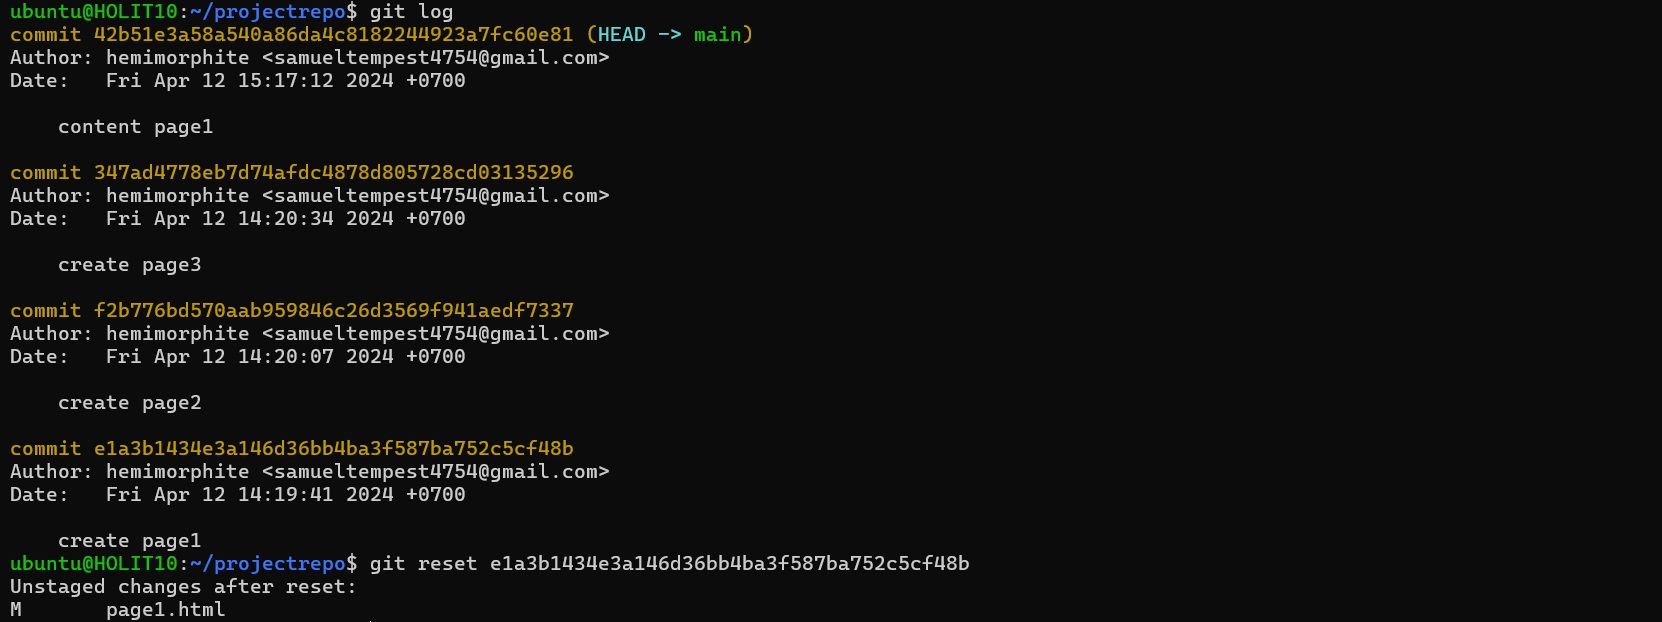 ubuntu@HOLIT10:~/projectrepo$ git log
commit 42b51e3a58a540a86da4c8182244923a7fc60e81 (HEAD -> main)
Author: hemimorphite <samueltempest4754@gmail.com>
Date:   Fri Apr 12 15:17:12 2024 +0700
content page1
commit 347ad4778eb7d74afdc4878d805728cd03135296
Author: hemimorphite <samueltempest4754@gmail.com>
Date:   Fri Apr 12 14:20:34 2024 +0700
create page3
commit f2b776bd570aab959846c26d3569f941aedf7337
Author: hemimorphite <samueltempest4754@gmail.com>
Date:   Fri Apr 12 14:20:07 2024 +0700
create page2
commit e1a3b1434e3a146d36bb4ba3f587ba752c5cf48b
Author: hemimorphite <samueltempest4754@gmail.com>
Date:   Fri Apr 12 14:19:41 2024 +0700
create page1
ubuntu@HOLIT10:~/projectrepo$ git reset e1a3b1434e3a146d36bb4ba3f587ba752c5cf48b
Unstaged changes after reset:
M       page1.html